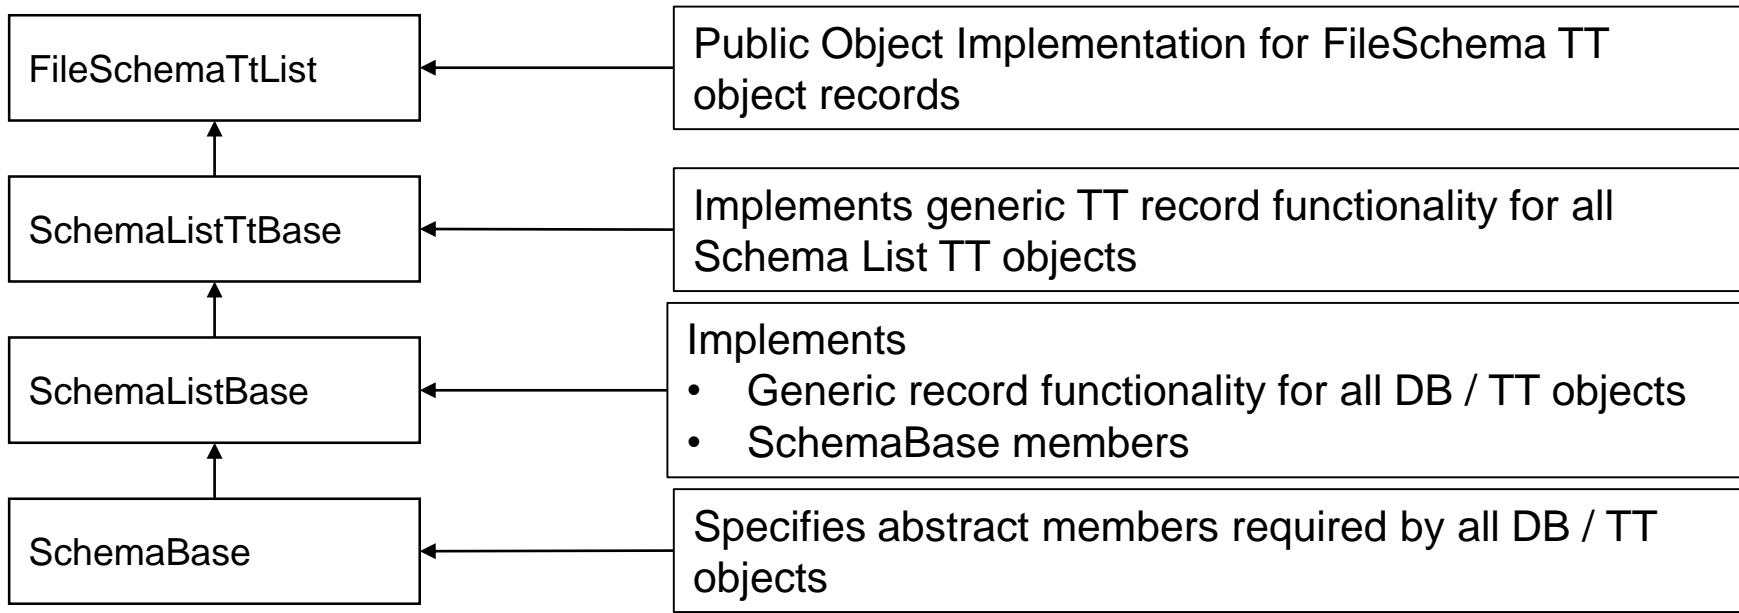 FileSchemaTtList
Public Object Implementation for FileSchema TT
object records
SchemaListTtBase
Implements generic TT record functionality for all
Schema List TT objects
SchemaListBase
Implements
• Generic record functionality for all DB / TT objects
• SchemaBase members
SchemaBase
Specifies abstract members required by all DB / TT
objects